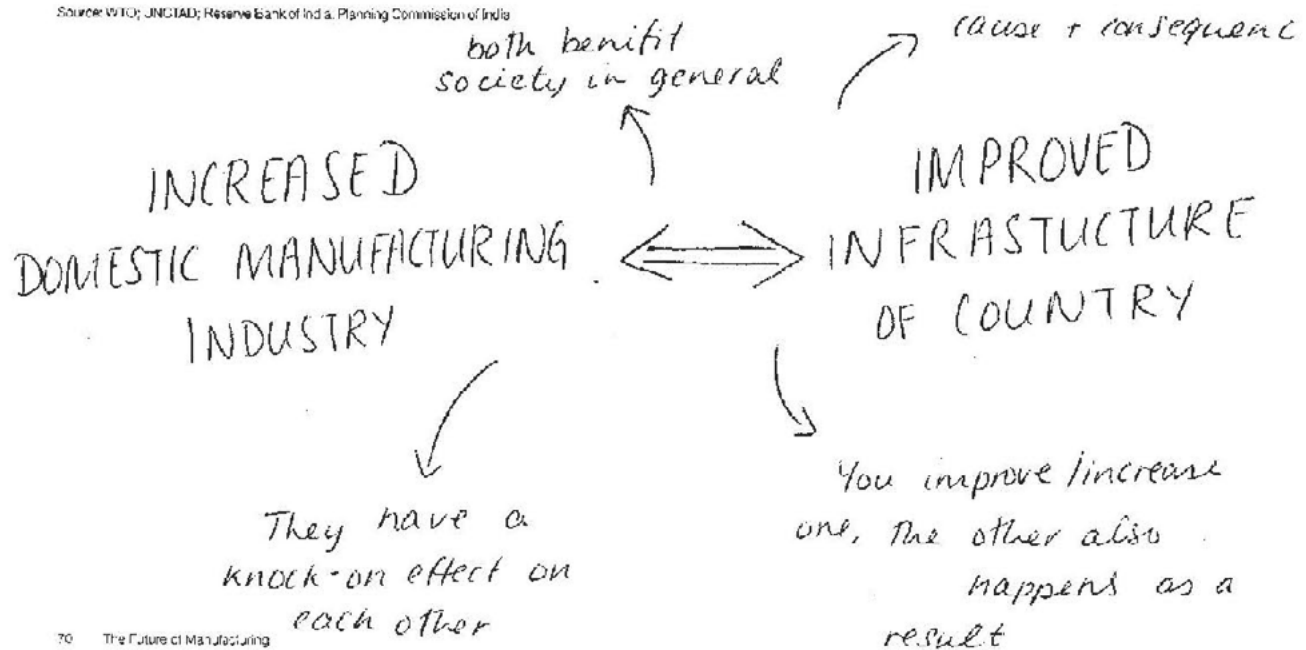 Source: WTO; UNCTAD; Reserve Bank of India. Planning Commission of India
both benifit
society in general
cause + consequenc
INCREASED
DOMESTIC MANUFACTURING
INDUSTRY
IMPROVED
INFRASTUCTURE
OF COUNTRY
They have a
knock-on effect on
each other
You improve/increase
one, the other also
happens as a
result
70 The Future of Manufacturing